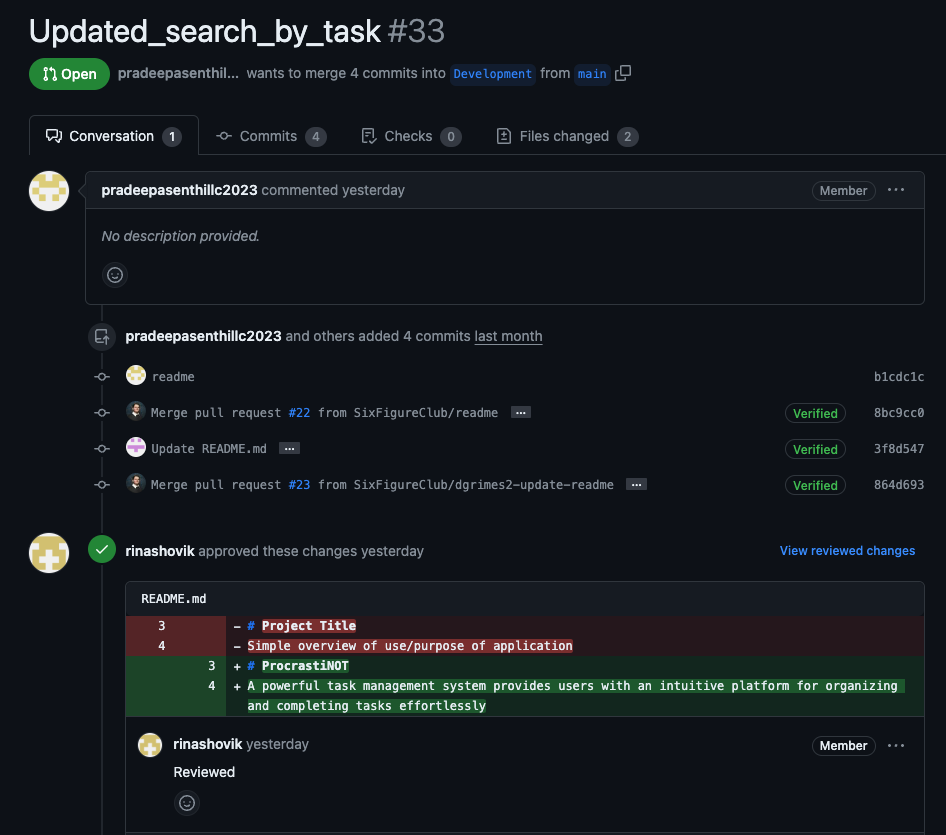 Updated_search_by_task #33
Open pradeepasenthil... wants to merge 4 commits into Development from main
Conversation 1 Commits 4 Checks 0 Files changed 2
pradeepasenthillc2023 commented yesterday Member ...
No description provided.
pradeepasenthillc2023 and others added 4 commits last month
readme b1cdc1c
Merge pull request #22 from SixFigureClub/readme ... Verified 8bc9cc0
Update README.md ... Verified 3f8d547
Merge pull request #23 from SixFigureClub/dgrimes2-update-readme ... Verified 864d693
rinashovik approved these changes yesterday View reviewed changes
README.md
3 - # Project Title
4 - Simple overview of use/purpose of application
3 + # ProcrastiNOT
4 + A powerful task management system provides users with an intuitive platform for organizing
and completing tasks effortlessly
rinashovik yesterday Member ...
Reviewed